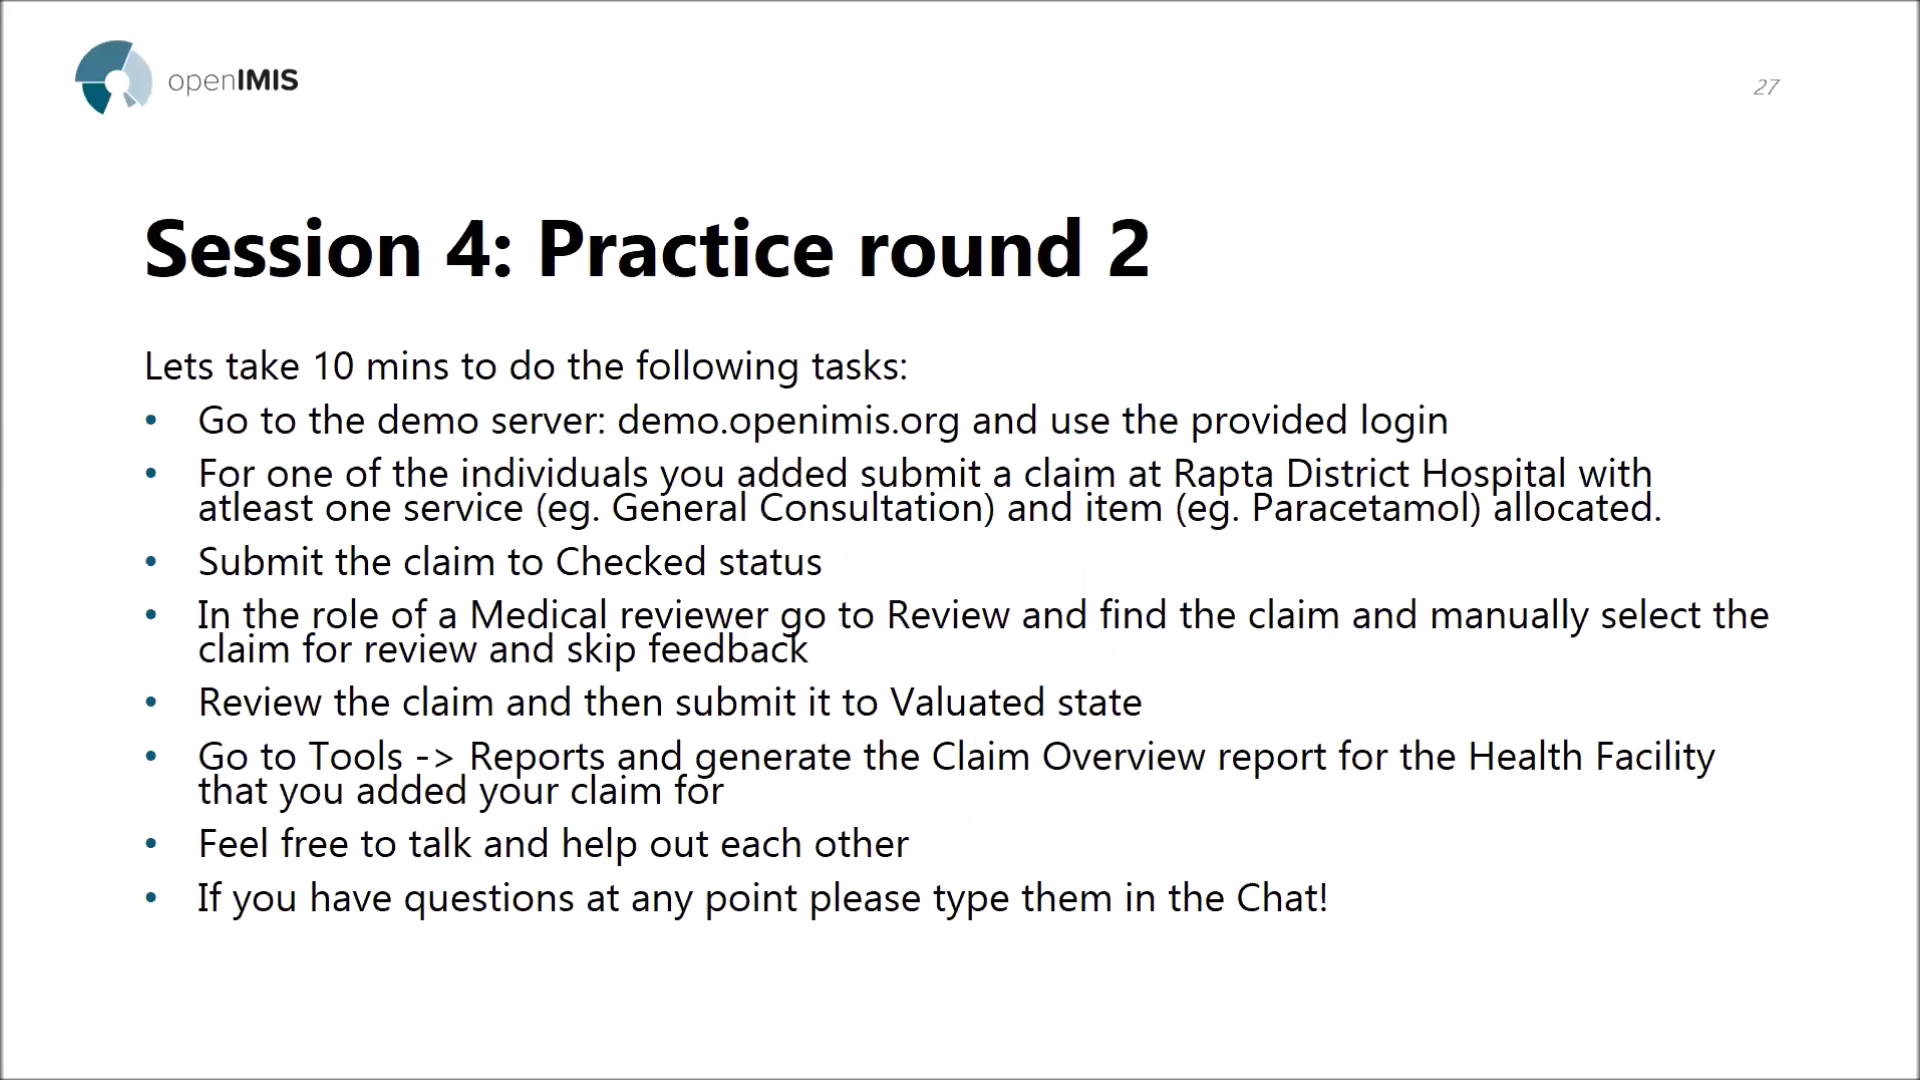 openIMIS
27
Session 4: Practice round 2
Lets take 10 mins to do the following tasks:
• Go to the demo server: demo.openimis.org and use the provided login
• For one of the individuals you added submit a claim at Rapta District Hospital with
atleast one service (eg. General Consultation) and item (eg. Paracetamol) allocated.
• Submit the claim to Checked status
• In the role of a Medical reviewer go to Review and find the claim and manually select the
claim for review and skip feedback
• Review the claim and then submit it to Valuated state
• Go to Tools -> Reports and generate the Claim Overview report for the Health Facility
that you added your claim for
• Feel free to talk and help out each other
• If you have questions at any point please type them in the Chat!